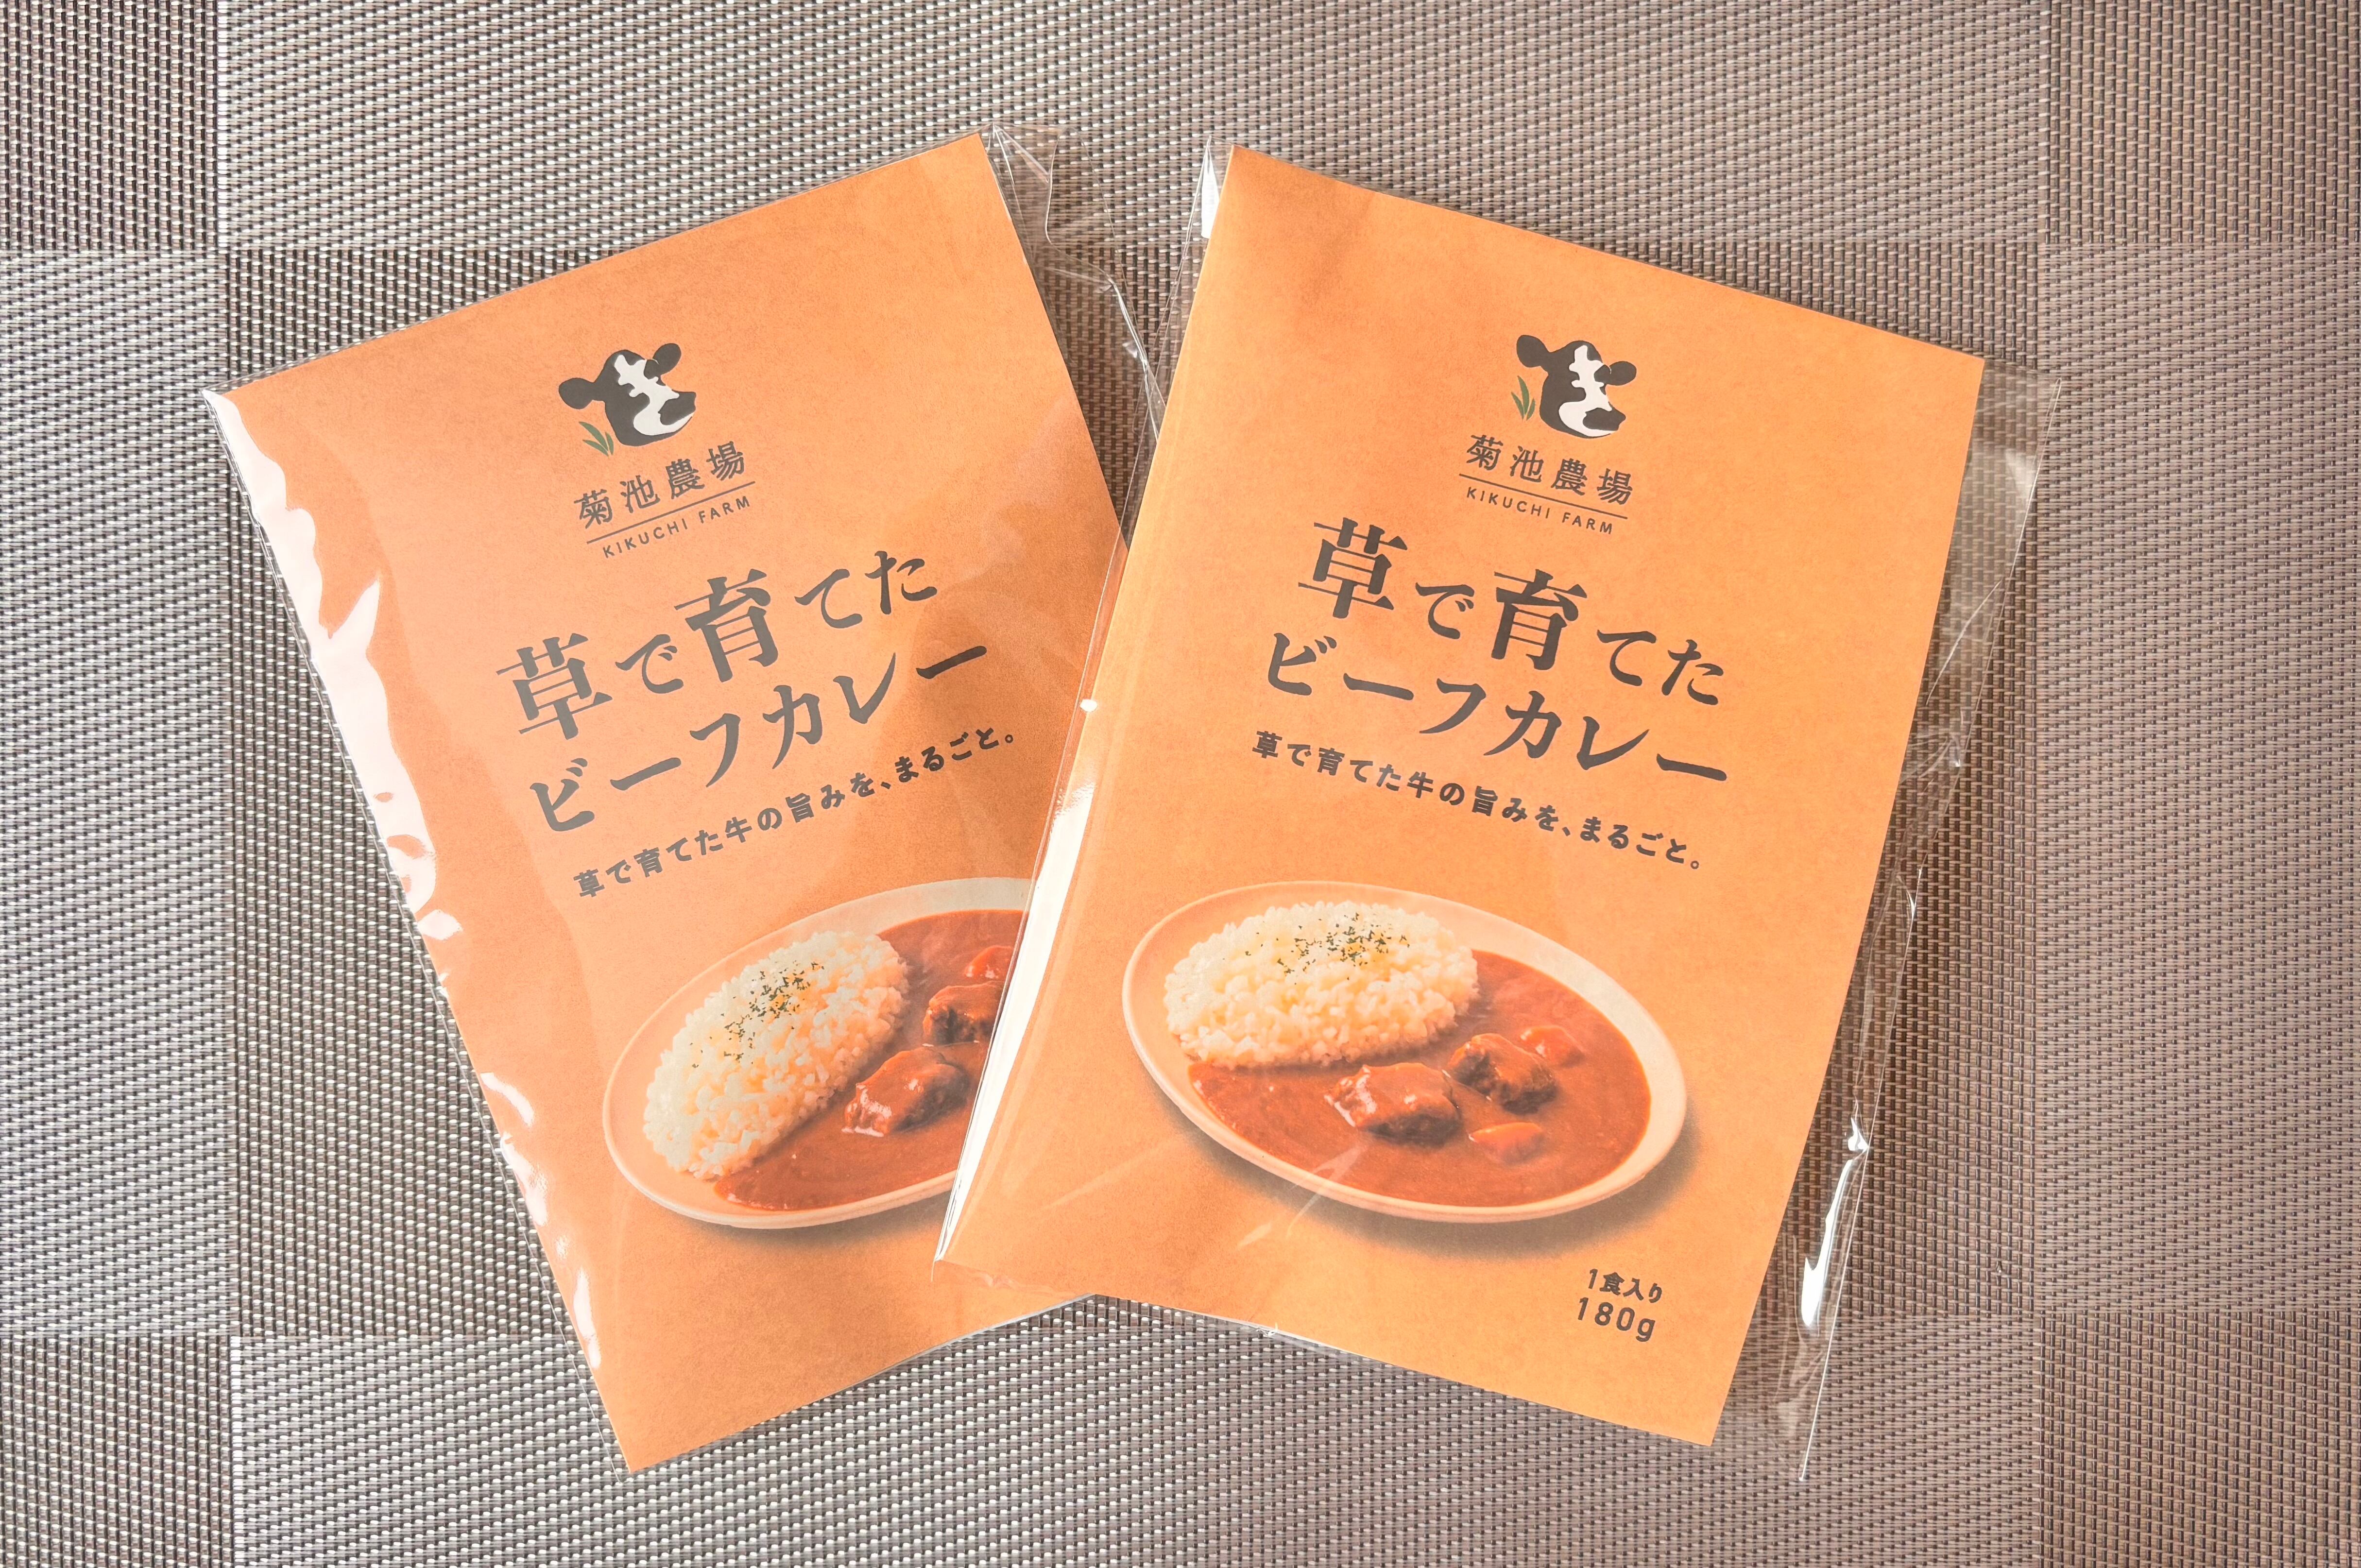 菊池農場
KIKUCHI FARM
草で育てた
ビーフカレー
草で育てた牛の旨みを、まるごと。
菊池農場
KIKUCHI FARM
草で育てた
ビーフカレー
草で育てた牛の旨みを、まるごと。
1食入り
180g